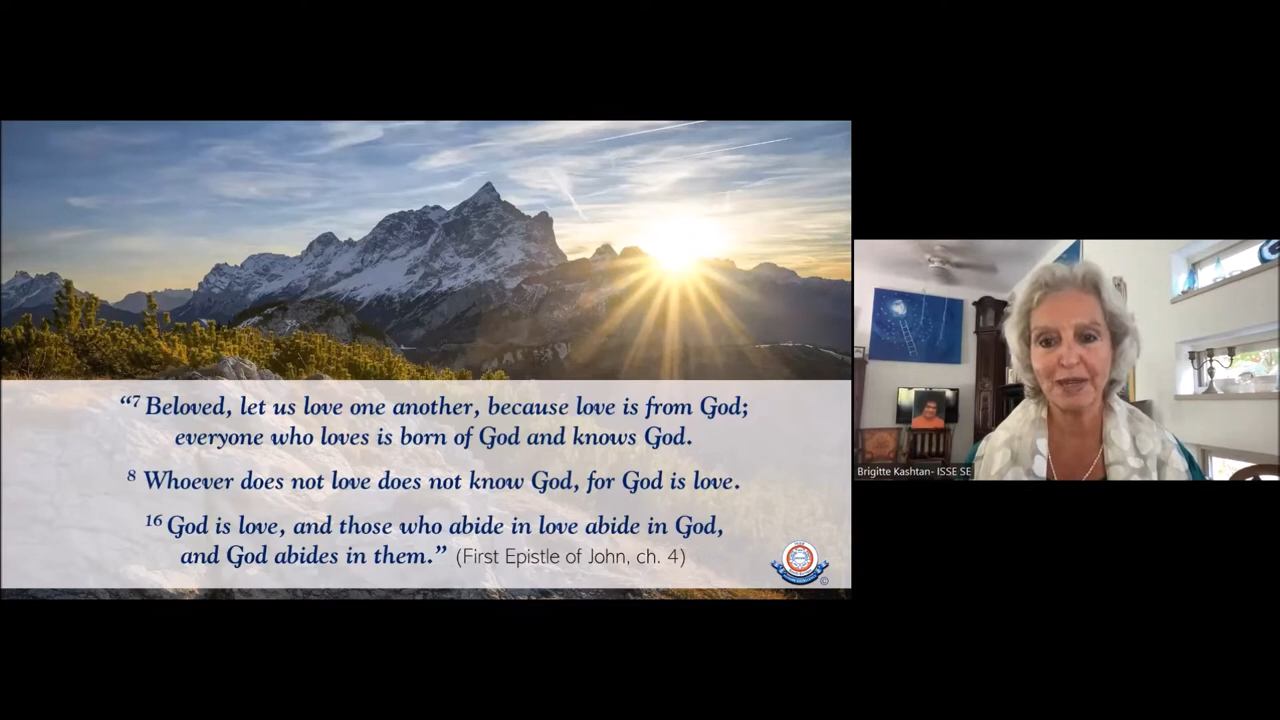 “⁷ Beloved, let us love one another, because love is from God;
everyone who loves is born of God and knows God.
⁸ Whoever does not love does not know God, for God is love.
¹⁶ God is love, and those who abide in love abide in God,
and God abides in them.” (First Epistle of John, ch. 4)
©
Brigitte Kashtan- ISSE SE